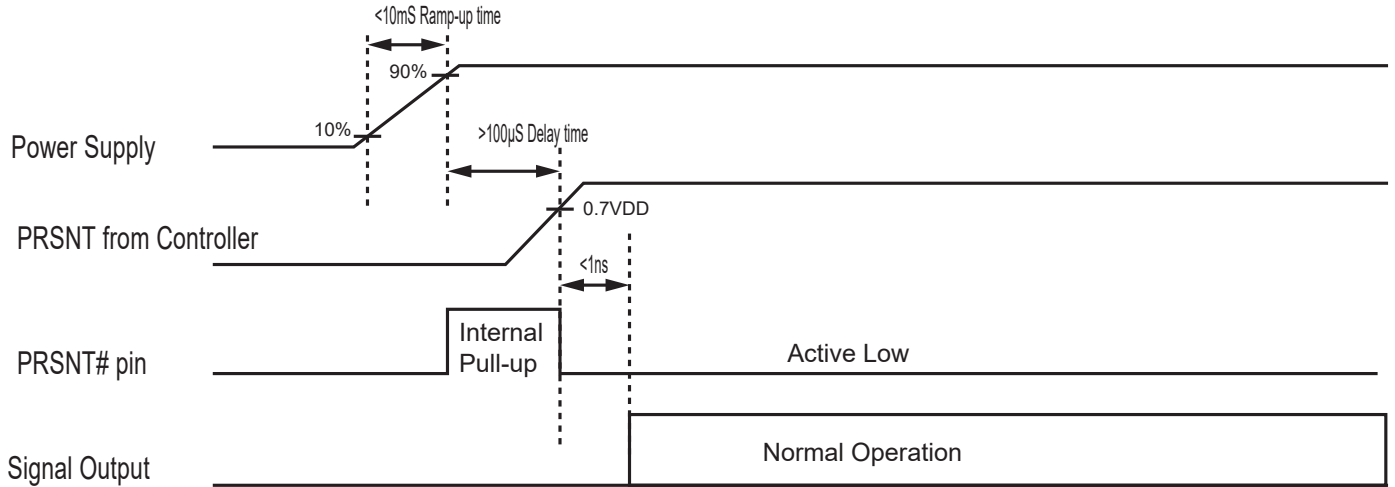 <10mS Ramp-up time
90%
10%
>100µS Delay time
Power Supply
0.7VDD
PRSNT from Controller
<1ns
Internal
Pull-up
Active Low
PRSNT# pin
Normal Operation
Signal Output